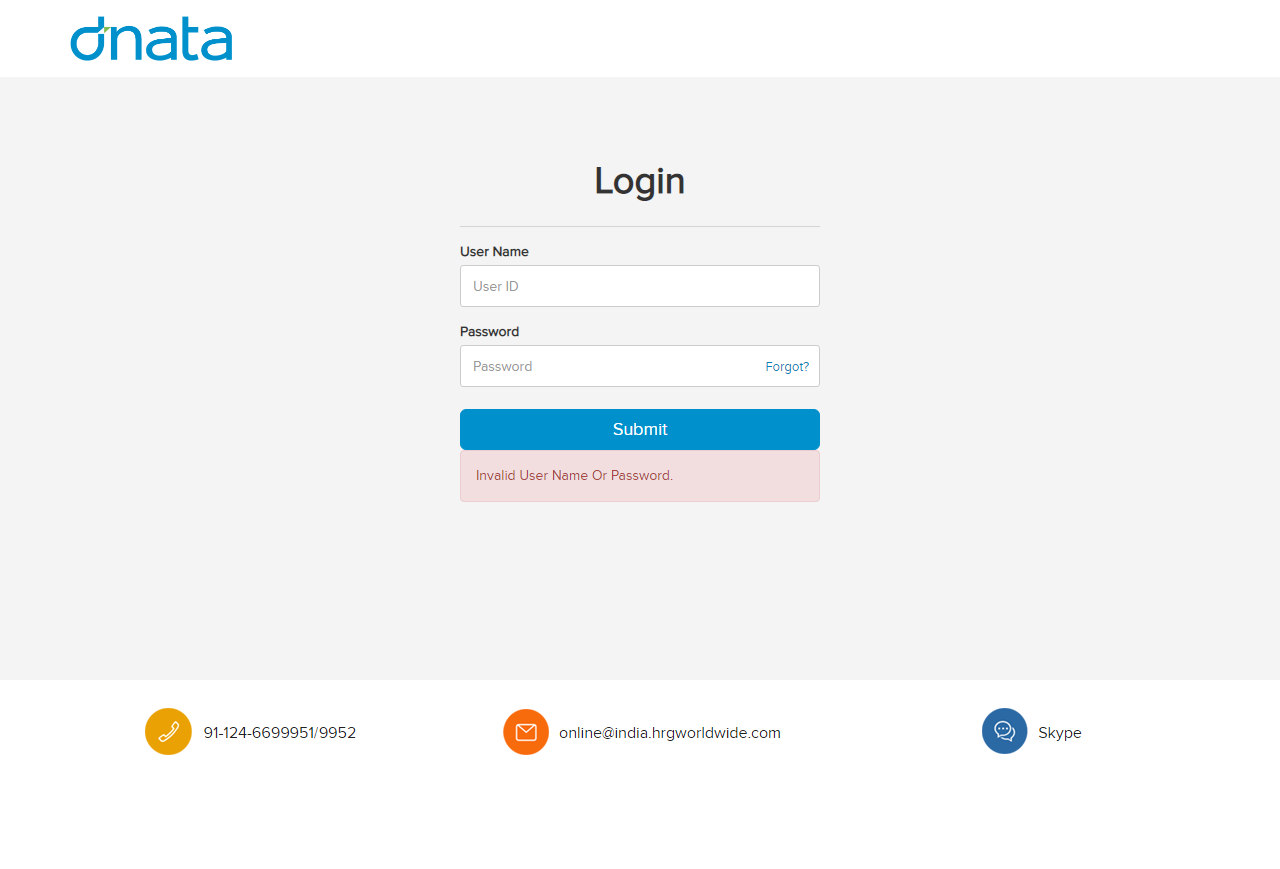 dnata
Login
User Name
User ID
Password
Password
Forgot?
Submit
Invalid User Name Or Password.
91-124-6699951/9952
online@india.hrgworldwide.com
Skype